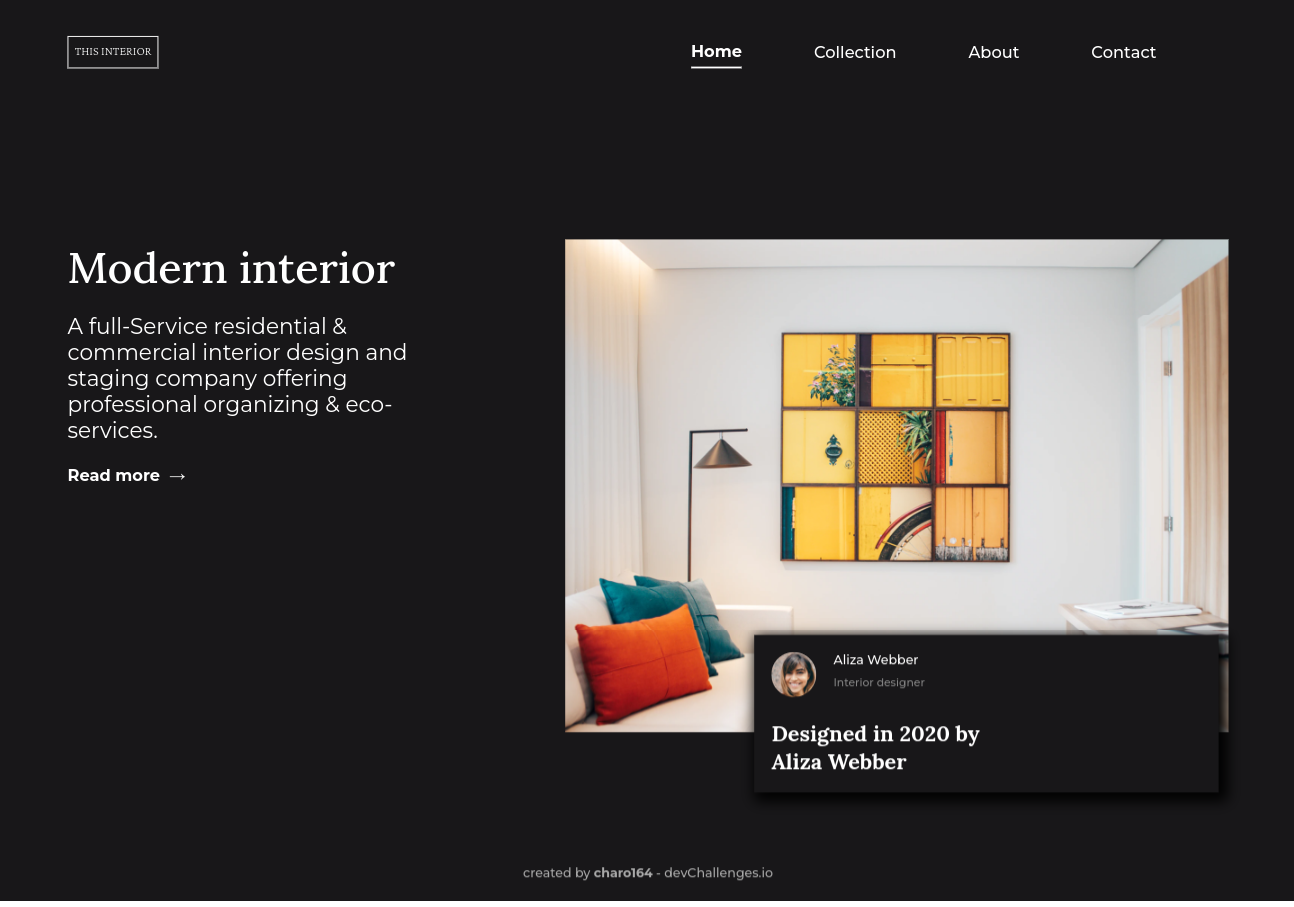 THIS INTERIOR
Home
Collection
About
Contact
Modern interior
A full-Service residential &
commercial interior design and
staging company offering
professional organizing & eco-
services.
Read more →
Aliza Webber
Interior designer
Designed in 2020 by
Aliza Webber
created by charo164 - devChallenges.io